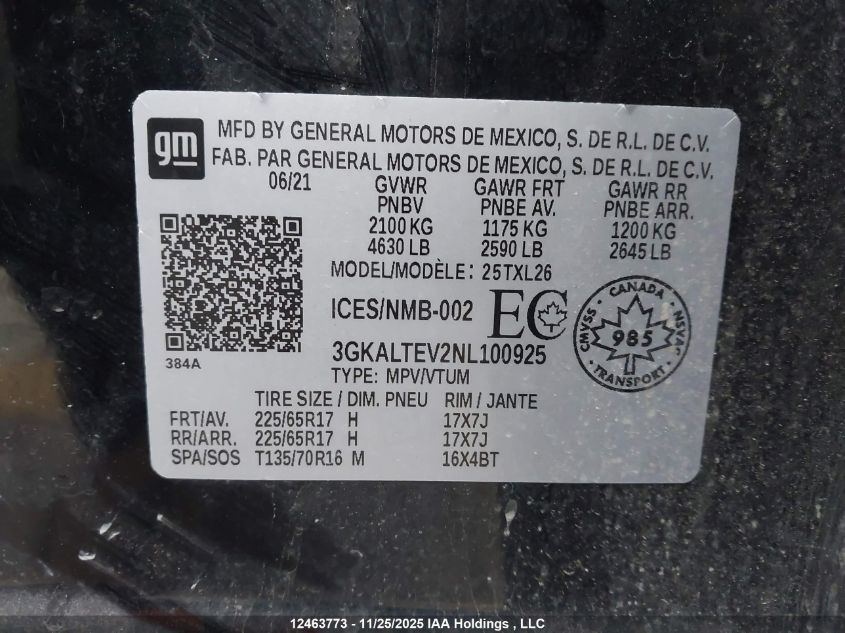 gm
MFD BY GENERAL MOTORS DE MEXICO, S. DE R.L. DE C.V.
FAB. PAR GENERAL MOTORS DE MEXICO, S. DE R.L. DE C.V.
06/21 GVWR GAWR FRT GAWR RR
PNBV PNBE AV. PNBE ARR.
2100 KG 1175 KG 1200 KG
4630 LB 2590 LB 2645 LB
MODEL/MODÈLE: 25TXL26
ICES/NMB-002 EC
CANADA
CMVSS 985 NSVAC
TRANSPORT
3GKALTEV2NL100925
384A
TYPE: MPV/VTUM
TIRE SIZE / DIM. PNEU RIM / JANTE
FRT/AV. 225/65R17 H 17X7J
RR/ARR. 225/65R17 H 17X7J
SPA/SOS T135/70R16 M 16X4BT
12463773 - 11/25/2025 IAA Holdings , LLC